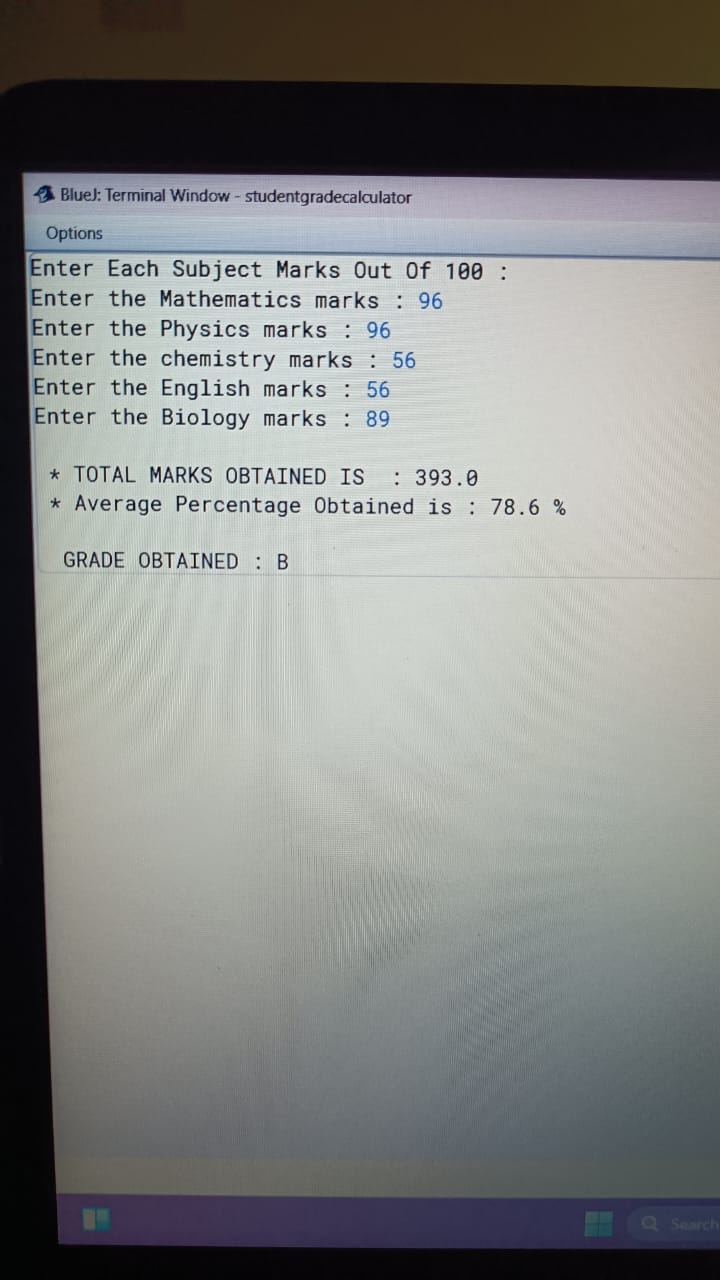 BlueJ: Terminal Window - studentgradecalculator
Options
Enter Each Subject Marks Out Of 100 :
Enter the Mathematics marks : 96
Enter the Physics marks : 96
Enter the chemistry marks : 56
Enter the English marks : 56
Enter the Biology marks : 89
* TOTAL MARKS OBTAINED IS  : 393.0
* Average Percentage Obtained is : 78.6 %
GRADE OBTAINED : B
Search